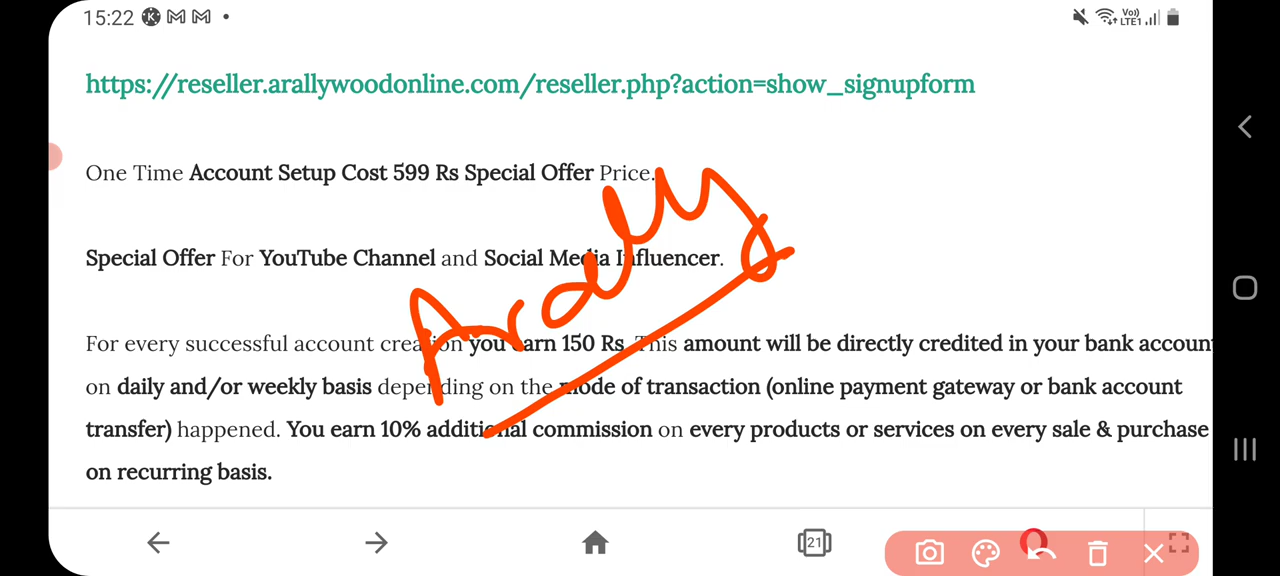 15:22
Vo)) LTE1
https://reseller.arallywoodonline.com/reseller.php?action=show_signupform
One Time Account Setup Cost 599 Rs Special Offer Price.
Special Offer For YouTube Channel and Social Media Influencer.
For every successful account creation you earn 150 Rs. This amount will be directly credited in your bank account
on daily and/or weekly basis depending on the mode of transaction (online payment gateway or bank account
transfer) happened. You earn 10% additional commission on every products or services on every sale & purchase
on recurring basis.
Arally
21